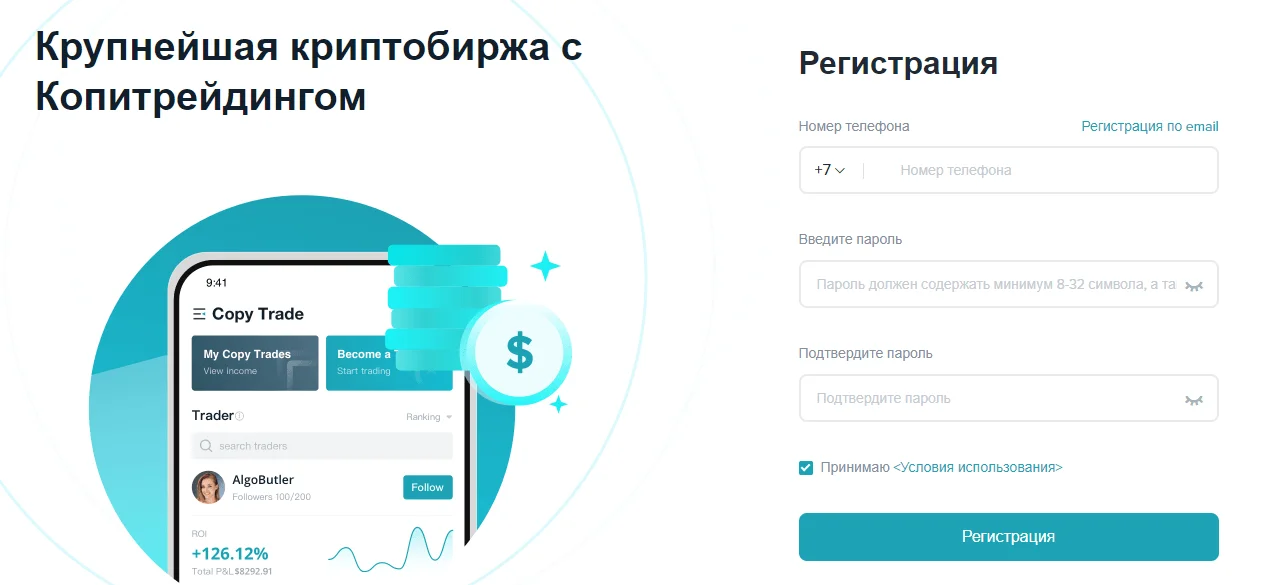 Крупнейшая криптобиржа с
Копитрейдингом
9:41
Copy Trade
My Copy Trades
View income
Become a
Start trading
Trader
Ranking
search traders
AlgoButler
Followers 100/200
Follow
ROI
+126.12%
Total P&L$8292.91
$
Регистрация
Номер телефона
Регистрация по email
+7
Номер телефона
Введите пароль
Пароль должен содержать минимум 8-32 символа, а та
Подтвердите пароль
Подтвердите пароль
Принимаю <Условия использования>
Регистрация